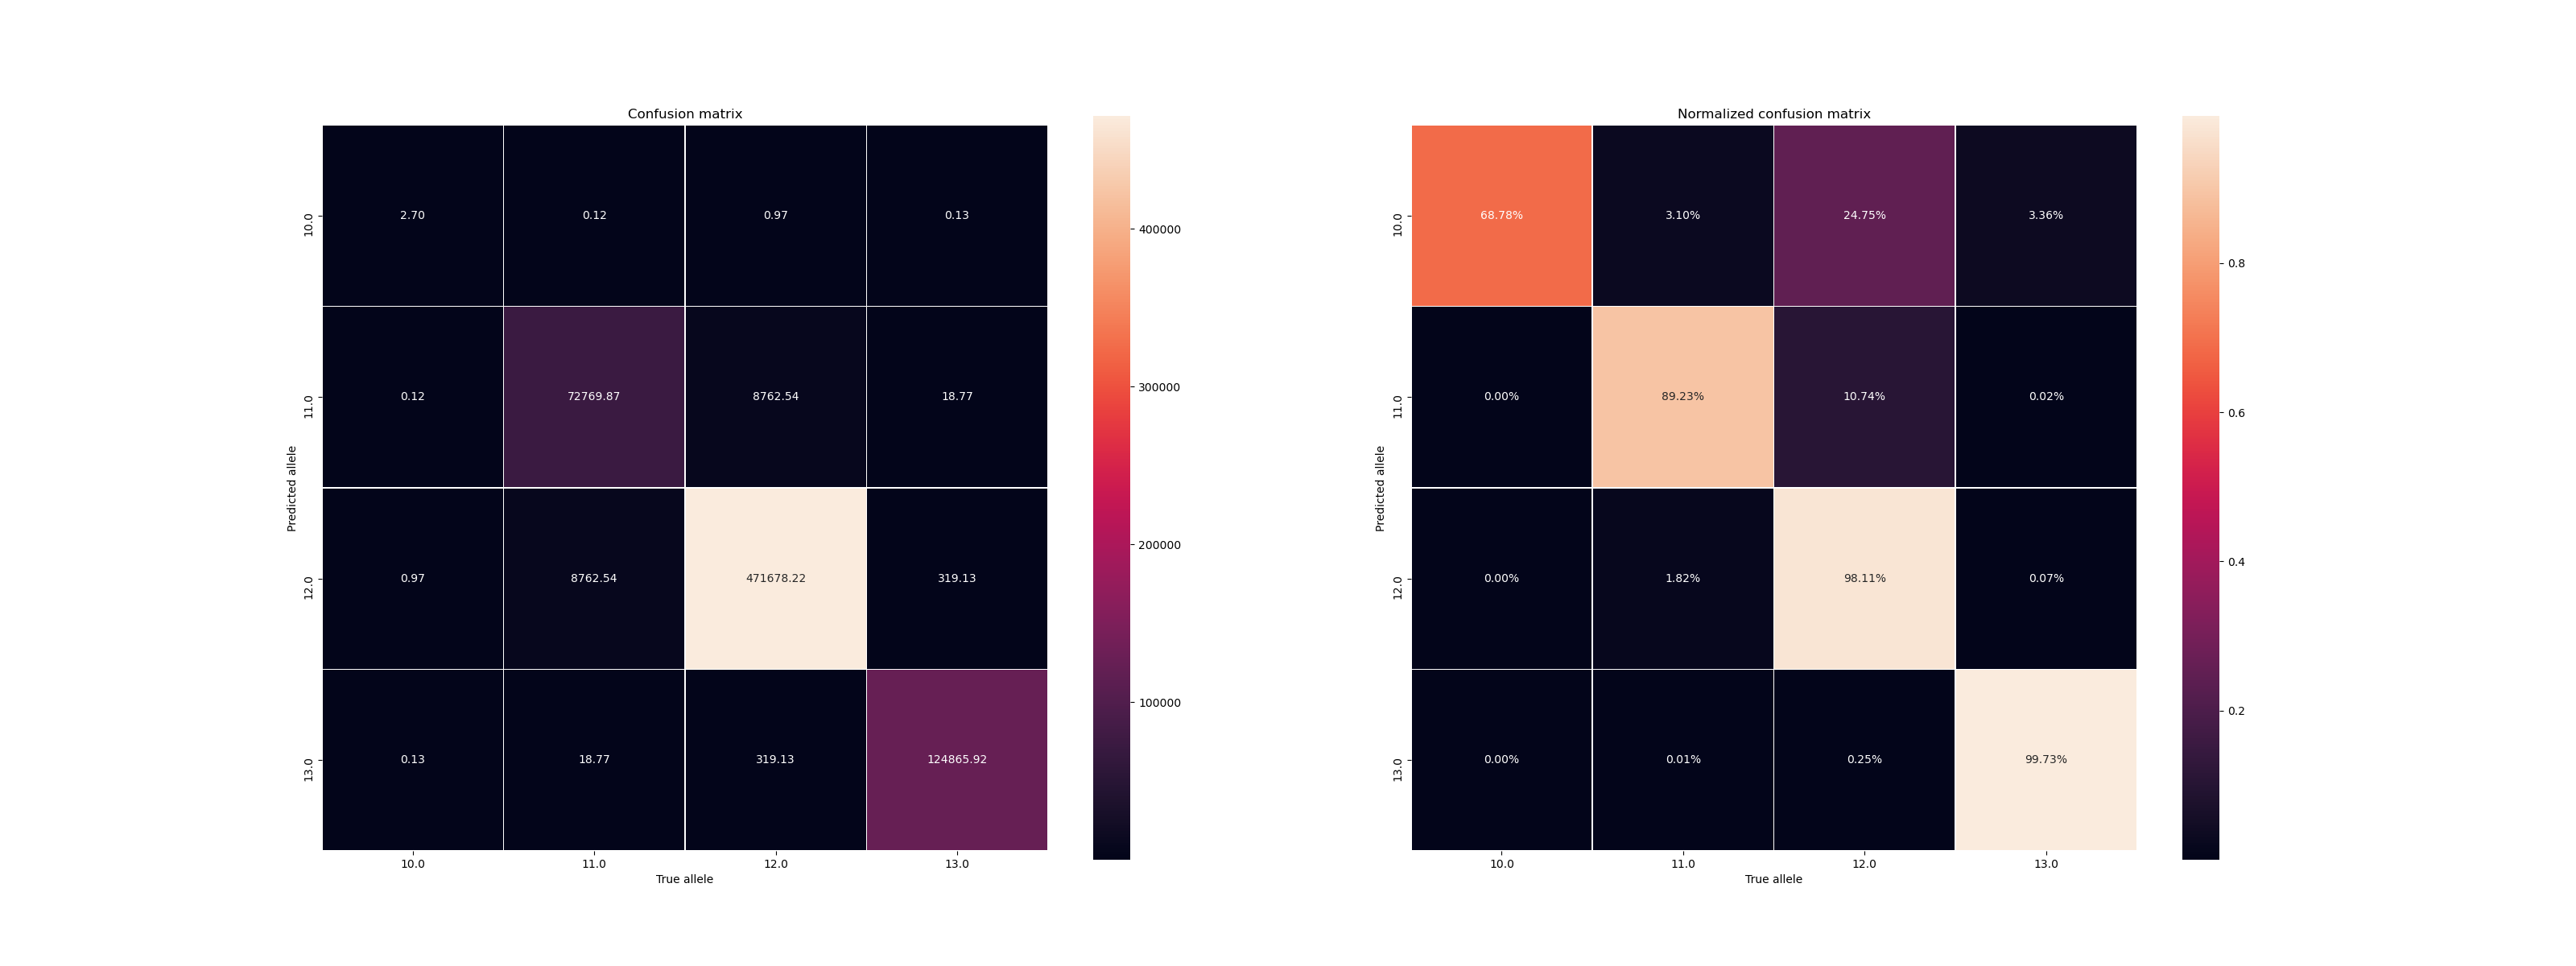 Confusion matrix
10.0
2.70 0.12 0.97 0.13
11.0
0.12 72769.87 8762.54 18.77
12.0
0.97 8762.54 471678.22 319.13
13.0
0.13 18.77 319.13 124865.92
Predicted allele
10.0 11.0 12.0 13.0
True allele
400000
300000
200000
100000
Normalized confusion matrix
10.0
68.78% 3.10% 24.75% 3.36%
11.0
0.00% 89.23% 10.74% 0.02%
12.0
0.00% 1.82% 98.11% 0.07%
13.0
0.00% 0.01% 0.25% 99.73%
Predicted allele
10.0 11.0 12.0 13.0
True allele
0.8
0.6
0.4
0.2